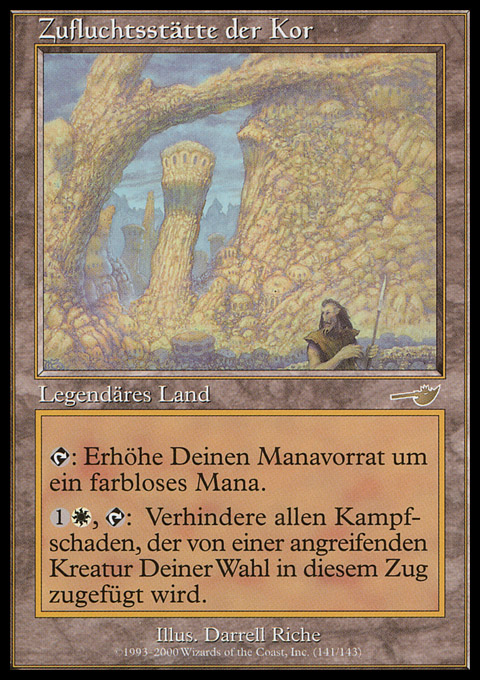 Zufluchtsstätte der Kor
Legendäres Land
: Erhöhe Deinen Manavorrat um
ein farbloses Mana.
1, : Verhindere allen Kampf-
schaden, der von einer angreifenden
Kreatur Deiner Wahl in diesem Zug
zugefügt wird.
Illus. Darrell Riche
©1993-2000 Wizards of the Coast, Inc. (141/143)